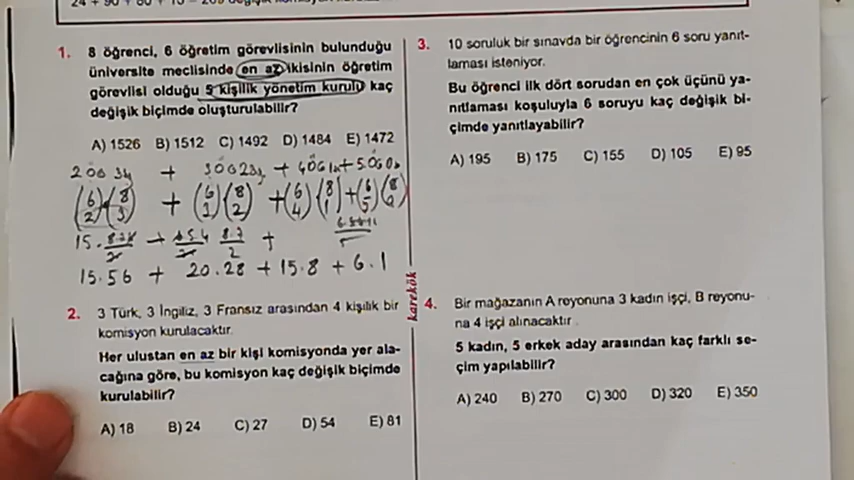 1. 8 öğrenci, 6 öğretim görevlisinin bulunduğu
üniversite meclisinde en az ikisinin öğretim
görevlisi olduğu 5 kişilik yönetim kurulu kaç
değişik biçimde oluşturulabilir?
A) 1526 B) 1512 C) 1492 D) 1484 E) 1472
15.56 + 20.28 + 15.8 + 6.1
2. 3 Türk, 3 İngiliz, 3 Fransız arasından 4 kişilik bir
komisyon kurulacaktır.
Her ulustan en az bir kişi komisyonda yer ala-
cağına göre, bu komisyon kaç değişik biçimde
kurulabilir?
A) 18 B) 24 C) 27 D) 54 E) 81
karekök
3. 10 soruluk bir sınavda bir öğrencinin 6 soru yanıt-
laması isteniyor.
Bu öğrenci ilk dört sorudan en çok üçünü ya-
nıtlaması koşuluyla 6 soruyu kaç değişik bi-
çimde yanıtlayabilir?
A) 195 B) 175 C) 155 D) 105 E) 95
4. Bir mağazanın A reyonuna 3 kadın işçi, B reyonu-
na 4 işçi alınacaktır.
5 kadın, 5 erkek aday arasından kaç farklı se-
çim yapılabilir?
A) 240 B) 270 C) 300 D) 320 E) 350